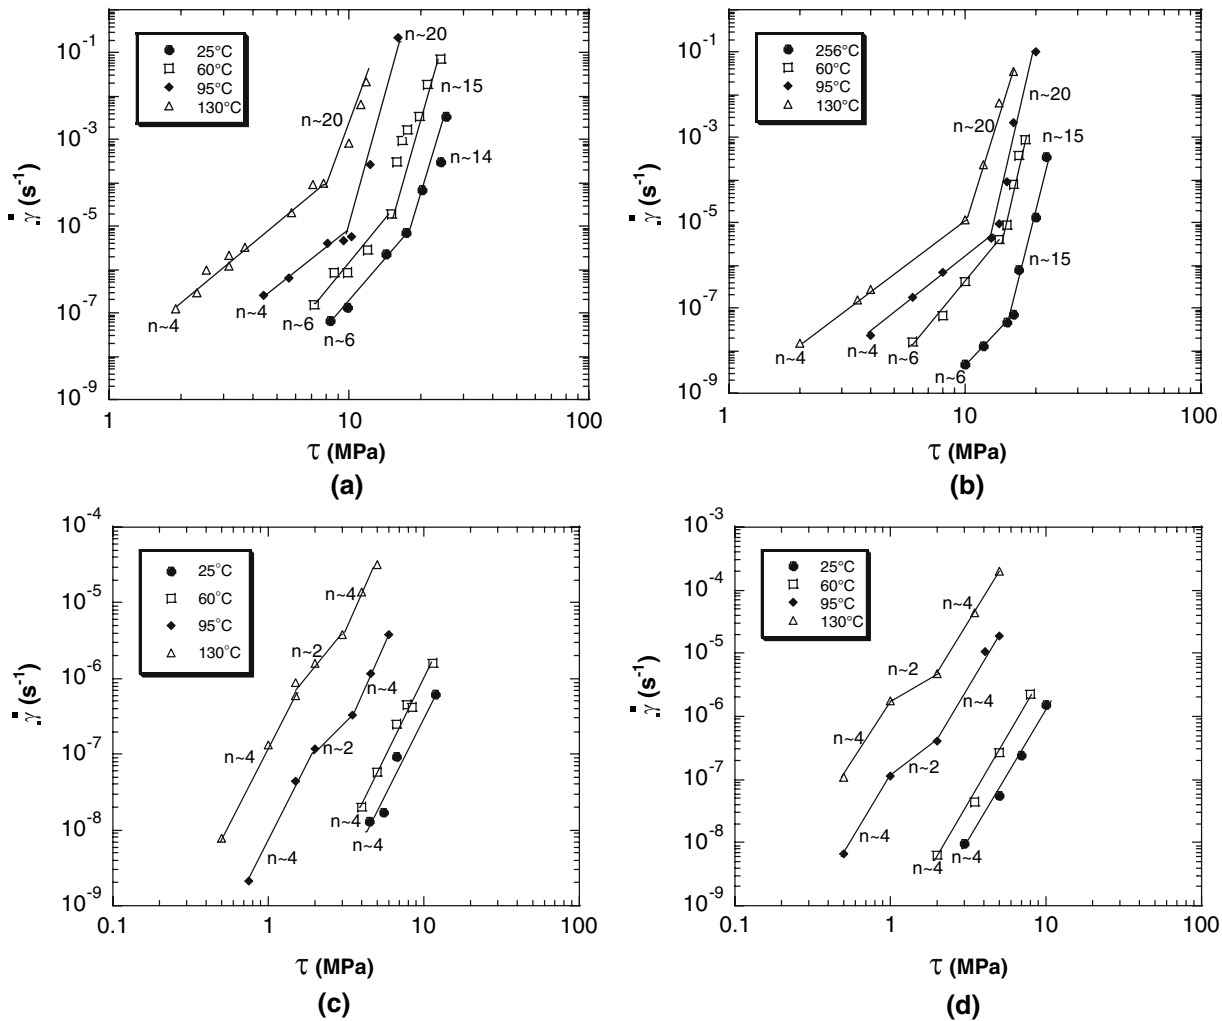 10⁻¹
10⁻³
10⁻⁵
10⁻⁷
10⁻⁹
γ̇ (s⁻¹)
25°C
60°C
95°C
130°C
n~20
n~20
n~15
n~14
n~4
n~4
n~6
n~6
1
10
100
τ (MPa)
(a)
10⁻¹
10⁻³
10⁻⁵
10⁻⁷
10⁻⁹
γ̇ (s⁻¹)
256°C
60°C
95°C
130°C
n~20
n~20
n~15
n~15
n~4
n~4
n~6
n~6
1
10
100
τ (MPa)
(b)
10⁻⁴
10⁻⁵
10⁻⁶
10⁻⁷
10⁻⁸
10⁻⁹
γ̇ (s⁻¹)
25°C
60°C
95°C
130°C
n~4
n~2
n~4
n~4
n~2
n~4
n~4
n~4
0.1
1
10
100
τ (MPa)
(c)
10⁻³
10⁻⁴
10⁻⁵
10⁻⁶
10⁻⁷
10⁻⁸
10⁻⁹
γ̇ (s⁻¹)
25°C
60°C
95°C
130°C
n~4
n~2
n~4
n~4
n~2
n~4
n~4
n~4
0.1
1
10
100
τ (MPa)
(d)